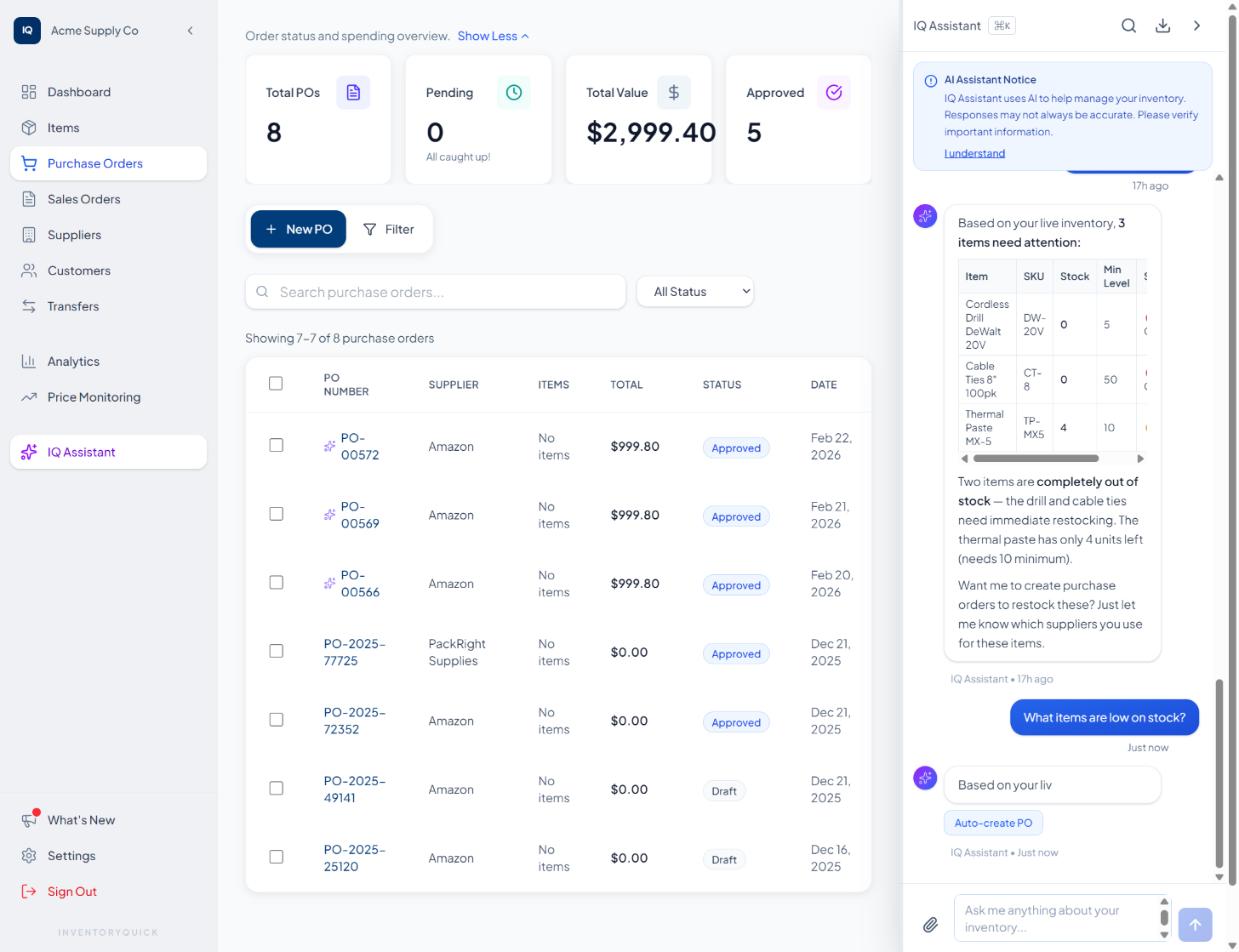 IQ
Acme Supply Co
Dashboard
Items
Purchase Orders
Sales Orders
Suppliers
Customers
Transfers
Analytics
Price Monitoring
IQ Assistant
What's New
Settings
Sign Out
INVENTORYQUICK
Order status and spending overview. Show Less
Total POs
8
Pending
0
All caught up!
Total Value
$2,999.40
Approved
5
New PO
Filter
Search purchase orders...
All Status
Showing 7–7 of 8 purchase orders
PO NUMBER SUPPLIER ITEMS TOTAL STATUS DATE
PO-00572 Amazon No items $999.80 Approved Feb 22, 2026
PO-00569 Amazon No items $999.80 Approved Feb 21, 2026
PO-00566 Amazon No items $999.80 Approved Feb 20, 2026
PO-2025-77725 PackRight Supplies No items $0.00 Approved Dec 21, 2025
PO-2025-72352 Amazon No items $0.00 Approved Dec 21, 2025
PO-2025-49141 Amazon No items $0.00 Draft Dec 21, 2025
PO-2025-25120 Amazon No items $0.00 Draft Dec 16, 2025
IQ Assistant ⌘K
AI Assistant Notice
IQ Assistant uses AI to help manage your inventory.
Responses may not always be accurate. Please verify
important information.
I understand
17h ago
Based on your live inventory, 3
items need attention:
Item SKU Stock Min Level
Cordless Drill DeWalt 20V DW-20V 0 5
Cable Ties 8" 100pk CT-8 0 50
Thermal Paste MX-5 TP-MX5 4 10
Two items are completely out of
stock — the drill and cable ties
need immediate restocking. The
thermal paste has only 4 units left
(needs 10 minimum).
Want me to create purchase
orders to restock these? Just let
me know which suppliers you use
for these items.
IQ Assistant • 17h ago
What items are low on stock?
Just now
Based on your liv
Auto-create PO
IQ Assistant • Just now
Ask me anything about your
inventory...